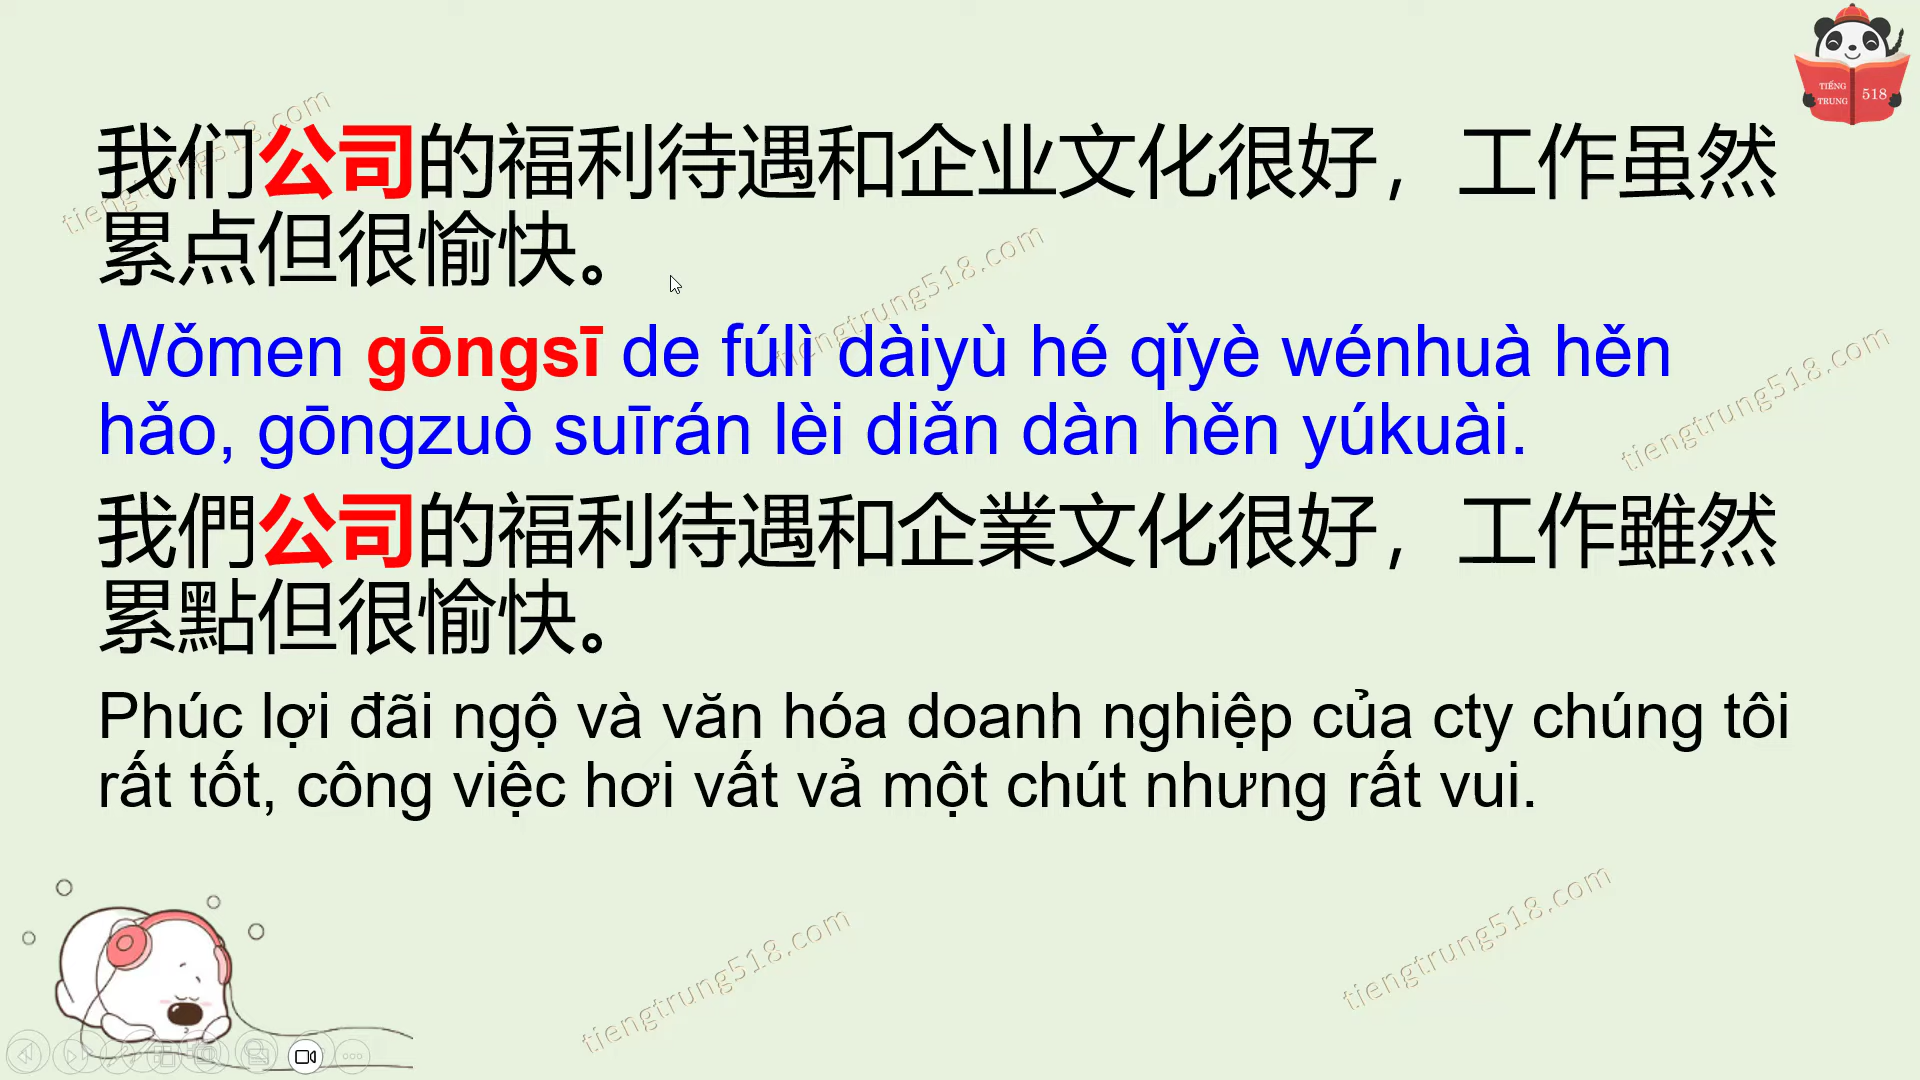 TIẾNG
TRUNG 518
我们公司的福利待遇和企业文化很好，工作虽然
累点但很愉快。
Wǒmen gōngsī de fúlì dàiyù hé qǐyè wénhuà hěn
hǎo, gōngzuò suīrán lèi diǎn dàn hěn yúkuài.
我們公司的福利待遇和企業文化很好，工作雖然
累點但很愉快。
Phúc lợi đãi ngộ và văn hóa doanh nghiệp của cty chúng tôi
rất tốt, công việc hơi vất vả một chút nhưng rất vui.
tiengtrung518.com
tiengtrung518.com
tiengtrung518.com
tiengtrung518.com
tiengtrung518.com